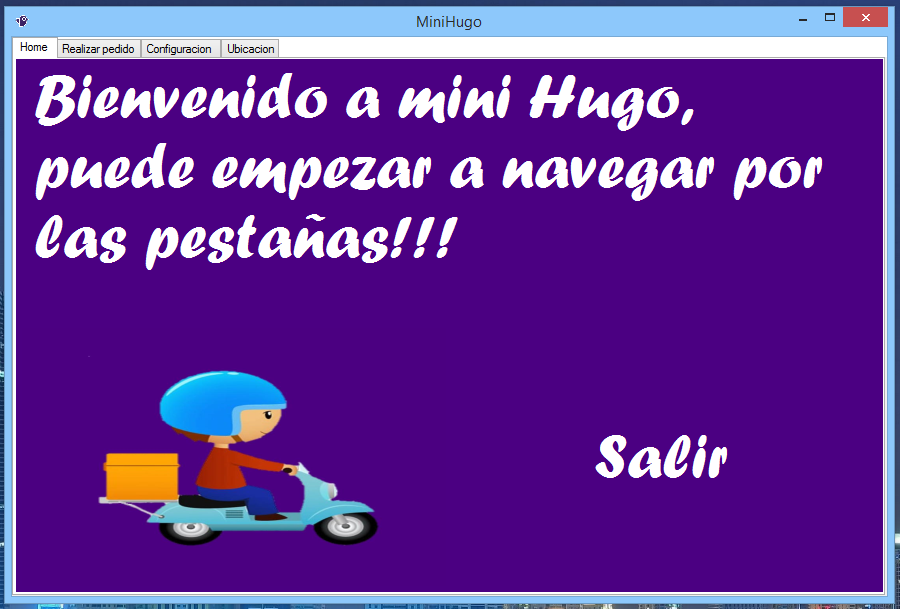 MiniHugo
Home Realizar pedido Configuracion Ubicacion
Bienvenido a mini Hugo,
puede empezar a navegar por
las pestañas!!!
Salir